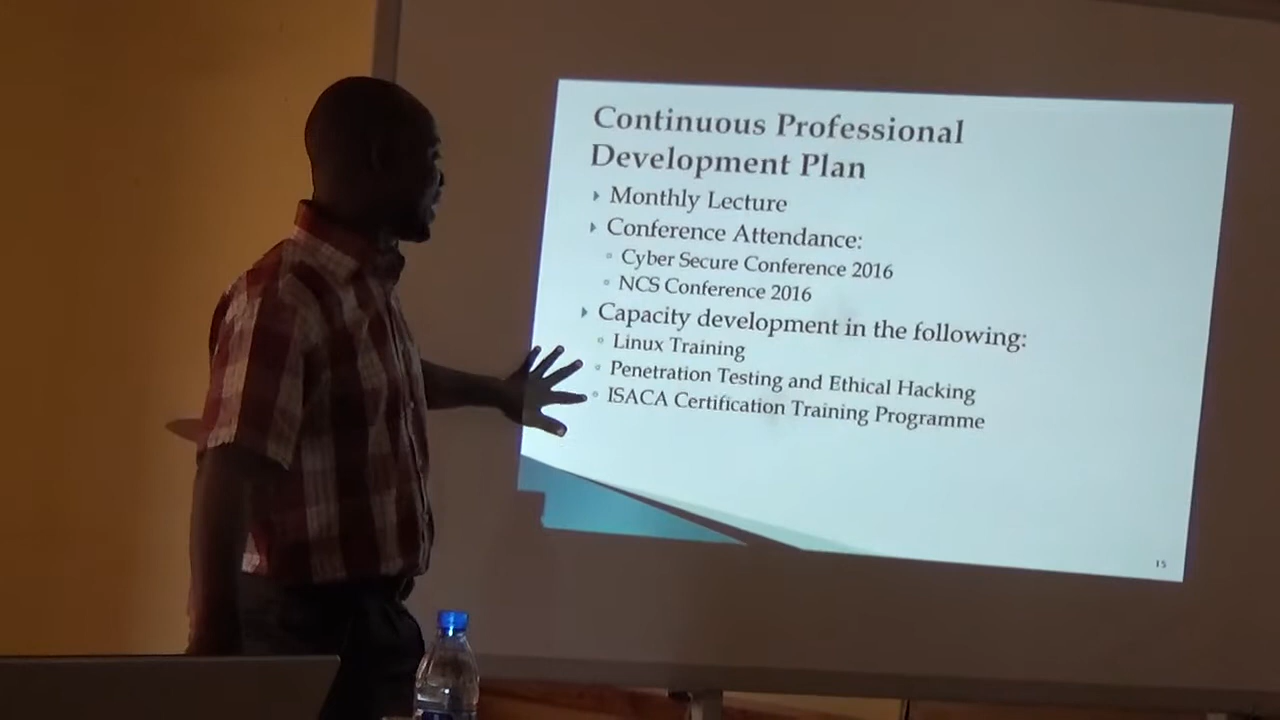 Continuous Professional
Development Plan
Monthly Lecture
Conference Attendance:
Cyber Secure Conference 2016
NCS Conference 2016
Capacity development in the following:
Linux Training
Penetration Testing and Ethical Hacking
ISACA Certification Training Programme
15